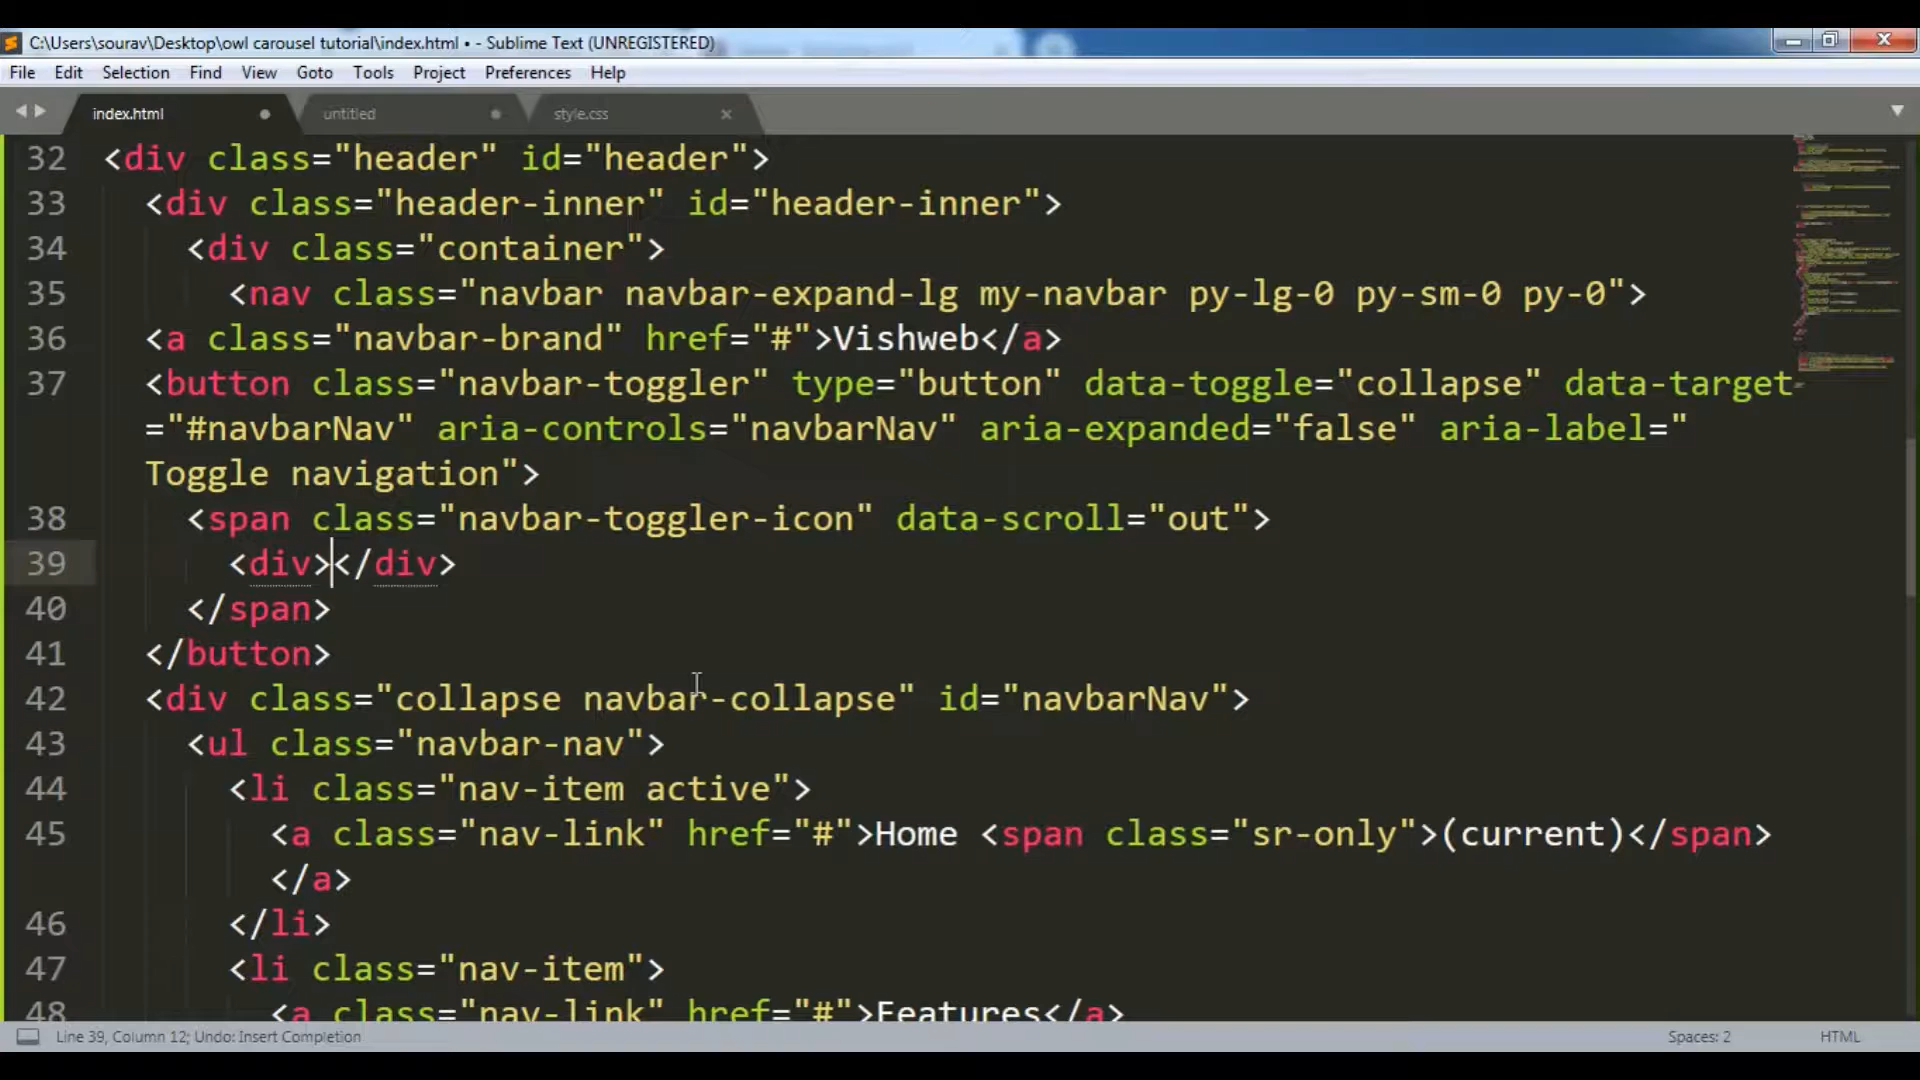 C:\Users\sourav\Desktop\owl carousel tutorial\index.html • - Sublime Text (UNREGISTERED)
File Edit Selection Find View Goto Tools Project Preferences Help
index.html untitled style.css
32 <div class="header" id="header">
33 <div class="header-inner" id="header-inner">
34 <div class="container">
35 <nav class="navbar navbar-expand-lg my-navbar py-lg-0 py-sm-0 py-0">
36 <a class="navbar-brand" href="#">Vishweb</a>
37 <button class="navbar-toggler" type="button" data-toggle="collapse" data-target
="#navbarNav" aria-controls="navbarNav" aria-expanded="false" aria-label="
Toggle navigation">
38 <span class="navbar-toggler-icon" data-scroll="out">
39 <div></div>
40 </span>
41 </button>
42 <div class="collapse navbar-collapse" id="navbarNav">
43 <ul class="navbar-nav">
44 <li class="nav-item active">
45 <a class="nav-link" href="#">Home <span class="sr-only">(current)</span>
</a>
46 </li>
47 <li class="nav-item">
48 <a class="nav-link" href="#">Features</a>
Line 39, Column 12; Undo: Insert Completion Spaces: 2 HTML